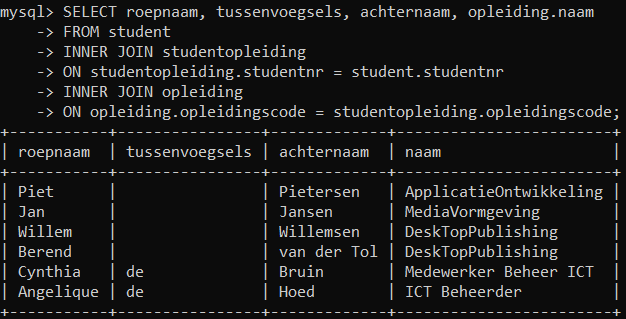 mysql> SELECT roepnaam, tussenvoegsels, achternaam, opleiding.naam
    -> FROM student
    -> INNER JOIN studentopleiding
    -> ON studentopleiding.studentnr = student.studentnr
    -> INNER JOIN opleiding
    -> ON opleiding.opleidingscode = studentopleiding.opleidingscode;
+-----------+----------------+-------------+----------------------+
| roepnaam  | tussenvoegsels | achternaam  | naam                 |
+-----------+----------------+-------------+----------------------+
| Piet      |                | Pietersen   | ApplicatieOntwikkeling |
| Jan       |                | Jansen      | MediaVormgeving      |
| Willem    |                | Willemsen   | DeskTopPublishing    |
| Berend    |                | van der Tol | DeskTopPublishing    |
| Cynthia   | de             | Bruin       | Medewerker Beheer ICT |
| Angelique | de             | Hoed        | ICT Beheerder        |
+-----------+----------------+-------------+----------------------+